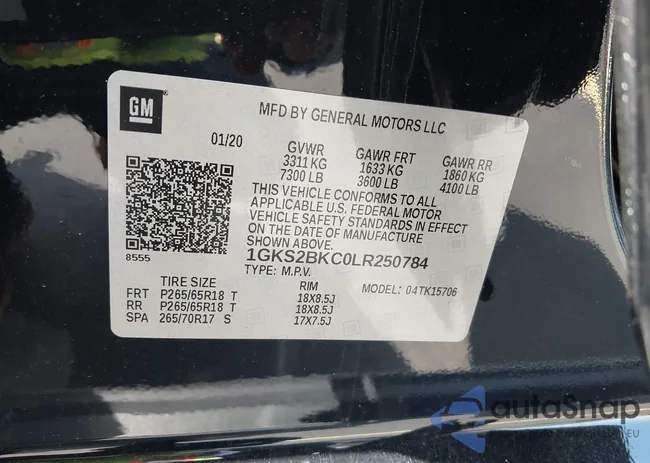 GM
MFD BY GENERAL MOTORS LLC
01/20
GVWR GAWR FRT GAWR RR
3311 KG 1633 KG 1860 KG
7300 LB 3600 LB 4100 LB
THIS VEHICLE CONFORMS TO ALL
APPLICABLE U.S. FEDERAL MOTOR
VEHICLE SAFETY STANDARDS IN EFFECT
ON THE DATE OF MANUFACTURE
SHOWN ABOVE.
8555
1GKS2BKC0LR250784
TYPE: M.P.V.
TIRE SIZE RIM MODEL: 04TK15706
FRT P265/65R18 T 18X8.5J
RR P265/65R18 T 18X8.5J
SPA 265/70R17 S 17X7.5J
autoSnap